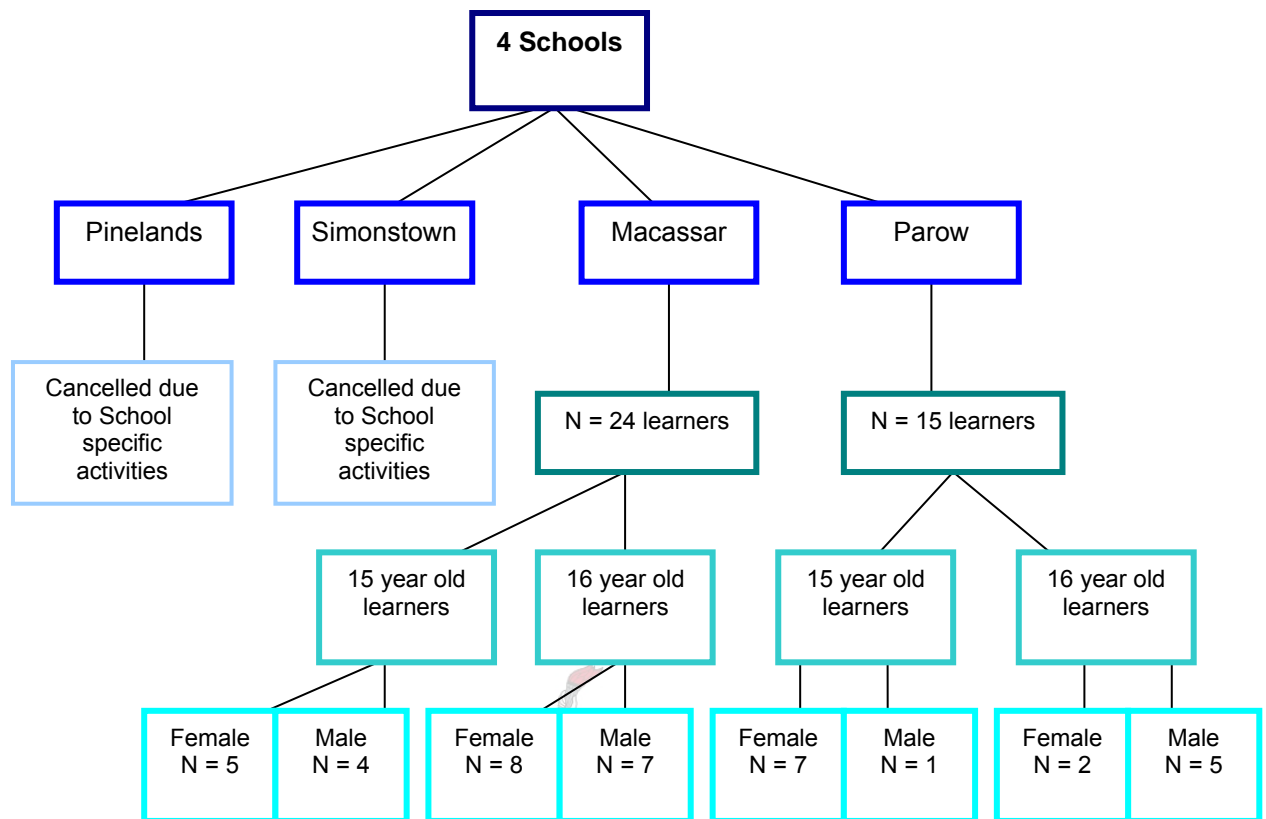 4 Schools
Pinelands
Simonstown
Macassar
Parow
Cancelled due
to School
specific
activities
Cancelled due
to School
specific
activities
N = 24 learners
N = 15 learners
15 year old
learners
16 year old
learners
15 year old
learners
16 year old
learners
Female
N = 5
Male
N = 4
Female
N = 8
Male
N = 7
Female
N = 7
Male
N = 1
Female
N = 2
Male
N = 5